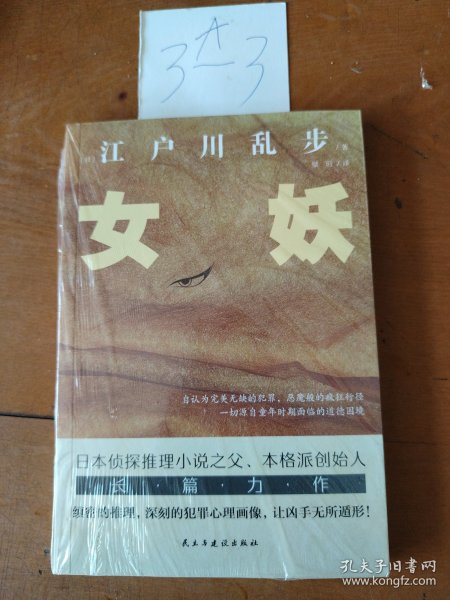 A
3 3
[日] 江户川乱步 / 著
/ 译
女妖
自认为完美无缺的犯罪，恶魔般的疯狂行径
一切源自童年时期面临的道德困境
日本侦探推理小说之父、本格派创始人
长·篇·力·作
缜密的推理，深刻的犯罪心理画像，让凶手无所遁形！
民主与建设出版社
孔夫子旧书网
www.kongfz.com